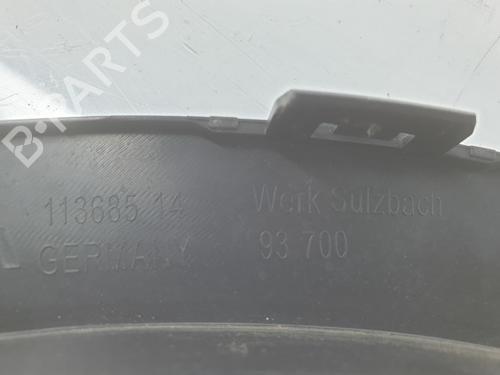 B-PARTS
113685 14 Werk Sulzbach
GERMANY 93 700